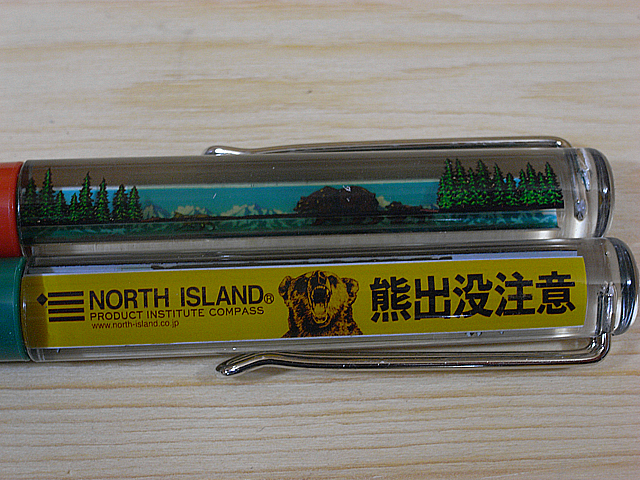 NORTH ISLAND®
PRODUCT INSTITUTE COMPASS
www.north-island.co.jp
熊出没注意